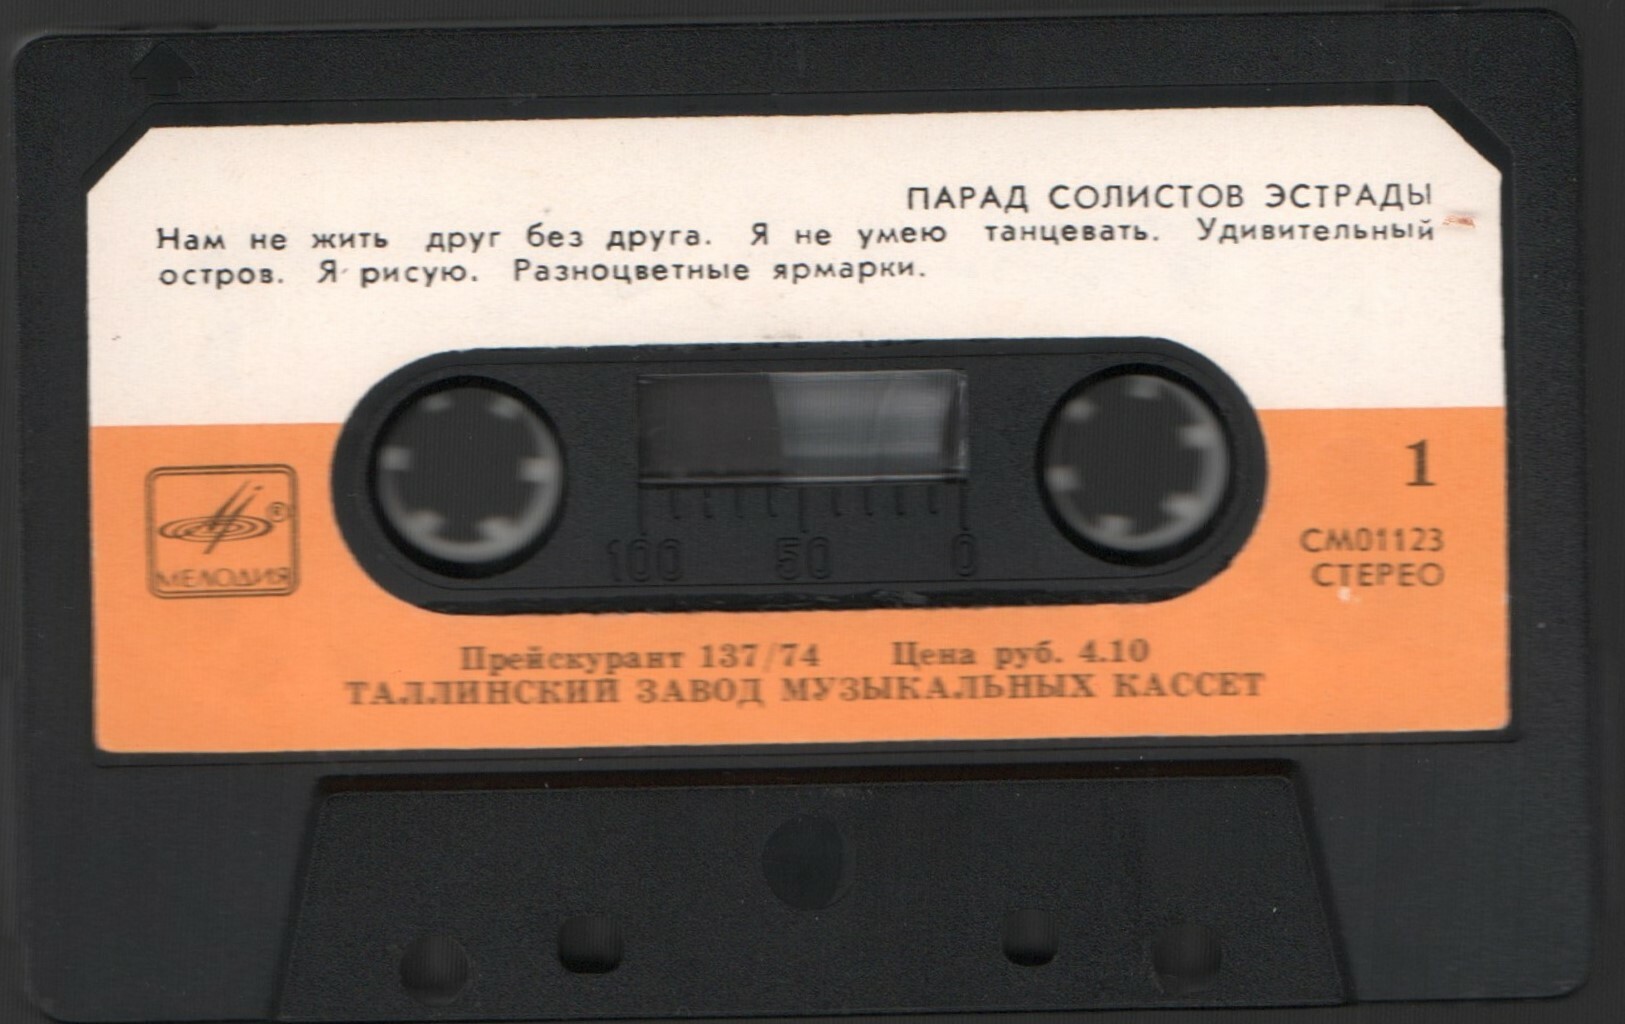 ПАРАД СОЛИСТОВ ЭСТРАДЫ
Нам не жить друг без друга. Я не умею танцевать. Удивительный
остров. Я рисую. Разноцветные ярмарки.
1
®
МЕЛОДИЯ
СМ01123
СТЕРЕО
100 50 0
Прейскурант 137/74 Цена руб. 4.10
ТАЛЛИНСКИЙ ЗАВОД МУЗЫКАЛЬНЫХ КАССЕТ